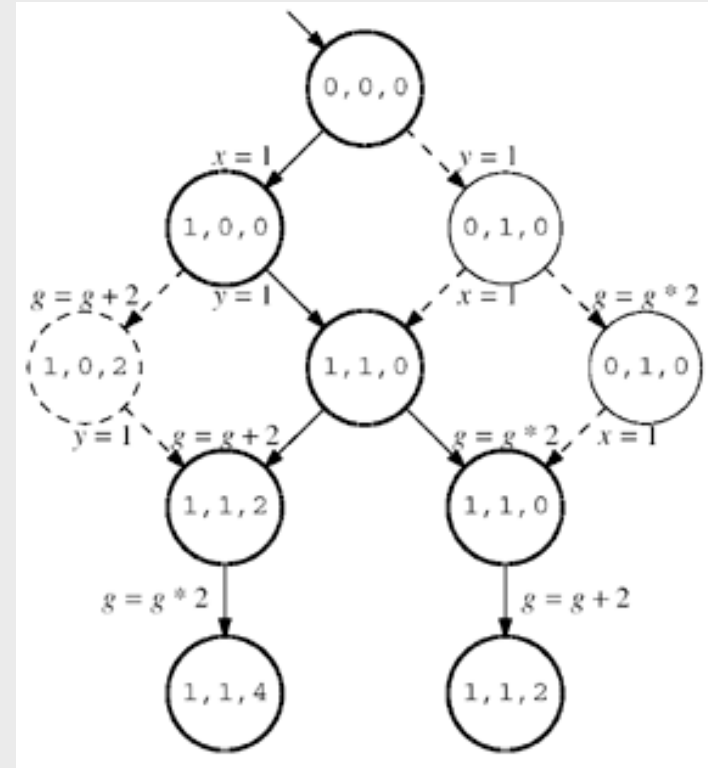 0,0,0
x = 1
y = 1
1,0,0
0,1,0
g = g + 2
y = 1
x = 1
g = g * 2
1,0,2
1,1,0
0,1,0
y = 1
g = g + 2
g = g * 2
x = 1
1,1,2
1,1,0
g = g * 2
g = g + 2
1,1,4
1,1,2